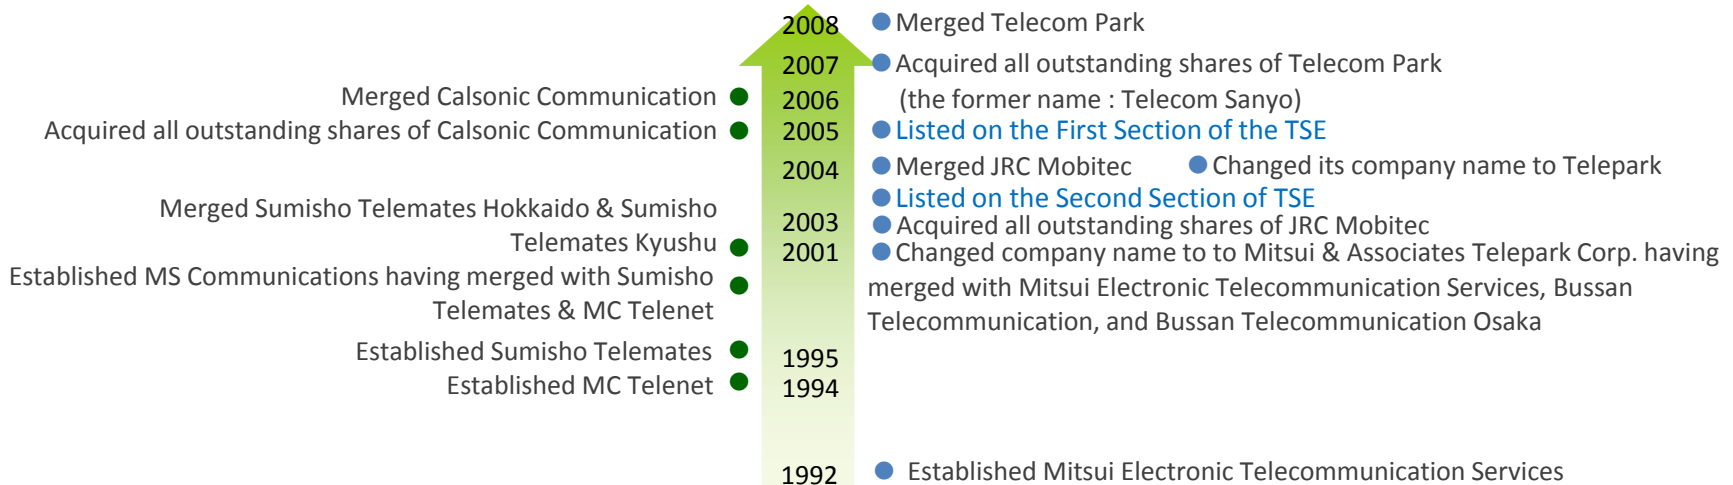 2008 Merged Telecom Park
2007 Acquired all outstanding shares of Telecom Park
Merged Calsonic Communication 2006 (the former name : Telecom Sanyo)
Acquired all outstanding shares of Calsonic Communication 2005 Listed on the First Section of the TSE
2004 Merged JRC Mobitec Changed its company name to Telepark
Listed on the Second Section of TSE
Merged Sumisho Telemates Hokkaido & Sumisho 2003 Acquired all outstanding shares of JRC Mobitec
Telemates Kyushu 2001 Changed company name to to Mitsui & Associates Telepark Corp. having
Established MS Communications having merged with Sumisho merged with Mitsui Electronic Telecommunication Services, Bussan
Telemates & MC Telenet Telecommunication, and Bussan Telecommunication Osaka
Established Sumisho Telemates 1995
Established MC Telenet 1994
1992 Established Mitsui Electronic Telecommunication Services